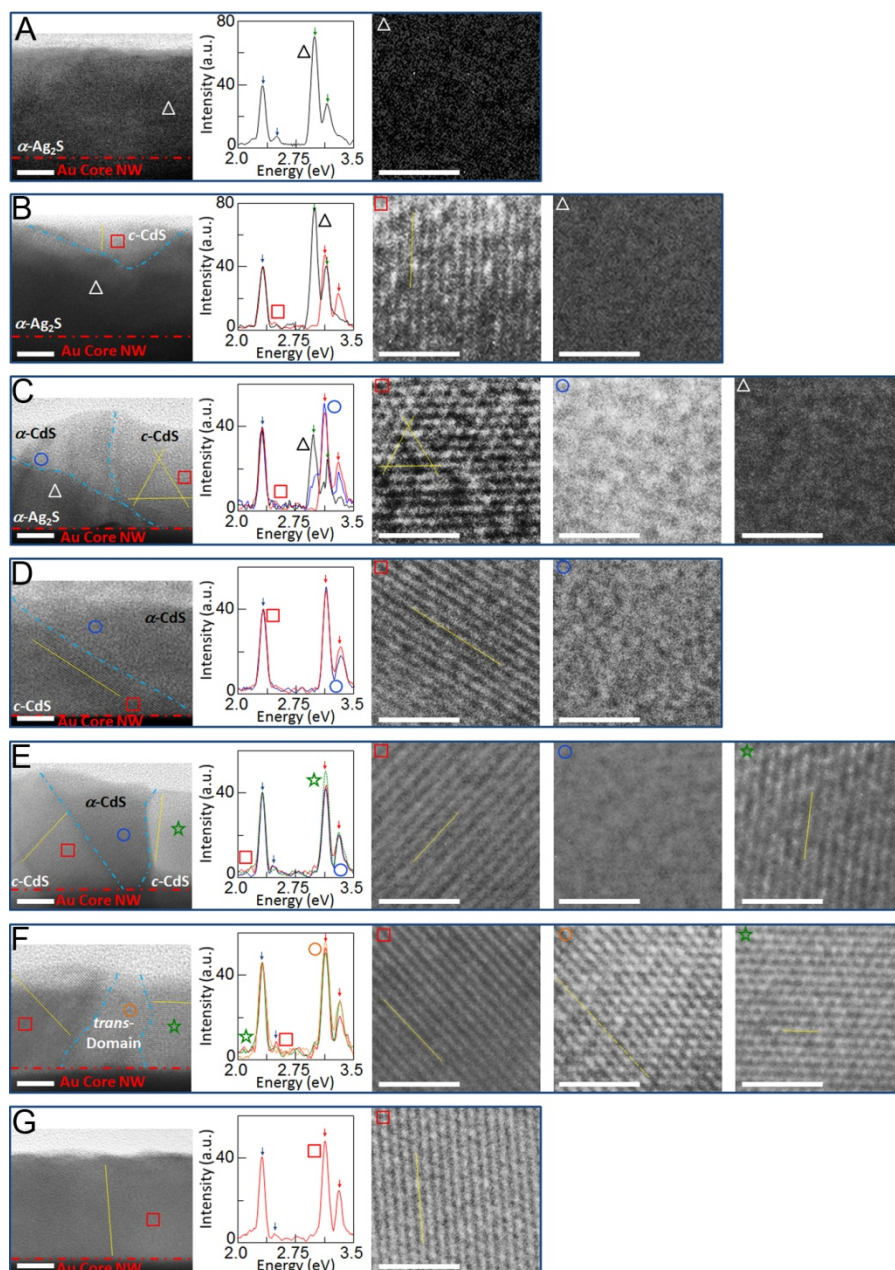 A
α-Ag₂S
Au Core NW
Intensity (a.u.)
80
40
0
2.0 2.75 3.5
Energy (eV)
B
c-CdS
α-Ag₂S
Au Core NW
Intensity (a.u.)
80
40
0
2.0 2.75 3.5
Energy (eV)
C
α-CdS
c-CdS
α-Ag₂S
Au Core NW
Intensity (a.u.)
40
0
2.0 2.75 3.5
Energy (eV)
D
α-CdS
c-CdS
Au Core NW
Intensity (a.u.)
40
0
2.0 2.75 3.5
Energy (eV)
E
α-CdS
c-CdS
c-CdS
Au Core NW
Intensity (a.u.)
40
0
2.0 2.75 3.5
Energy (eV)
F
trans-
Domain
Au Core NW
Intensity (a.u.)
40
0
2.0 2.75 3.5
Energy (eV)
G
Au Core NW
Intensity (a.u.)
40
0
2.0 2.75 3.5
Energy (eV)